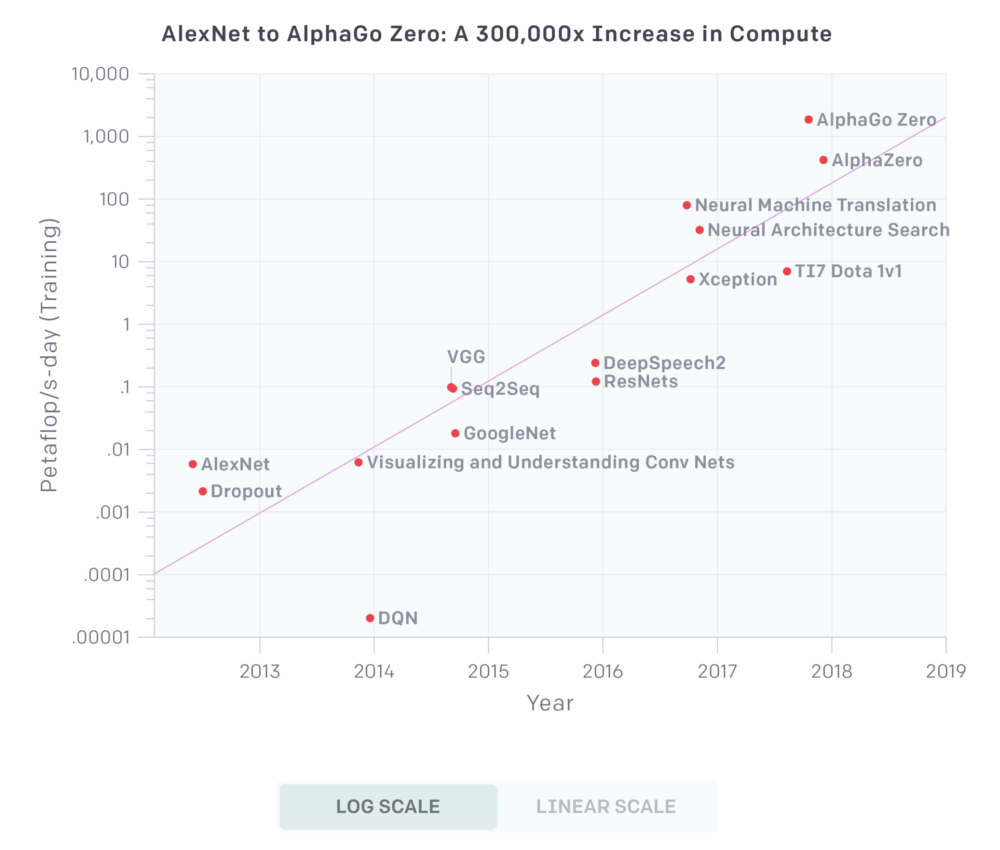 AlexNet to AlphaGo Zero: A 300,000x Increase in Compute
Petaflop/s-day (Training)
10,000
1,000
100
10
1
.1
.01
.001
.0001
.00001
AlphaGo Zero
AlphaZero
Neural Machine Translation
Neural Architecture Search
TI7 Dota 1v1
Xception
VGG
DeepSpeech2
ResNets
Seq2Seq
GoogleNet
Visualizing and Understanding Conv Nets
AlexNet
Dropout
DQN
2013
2014
2015
2016
2017
2018
2019
Year
LOG SCALE
LINEAR SCALE